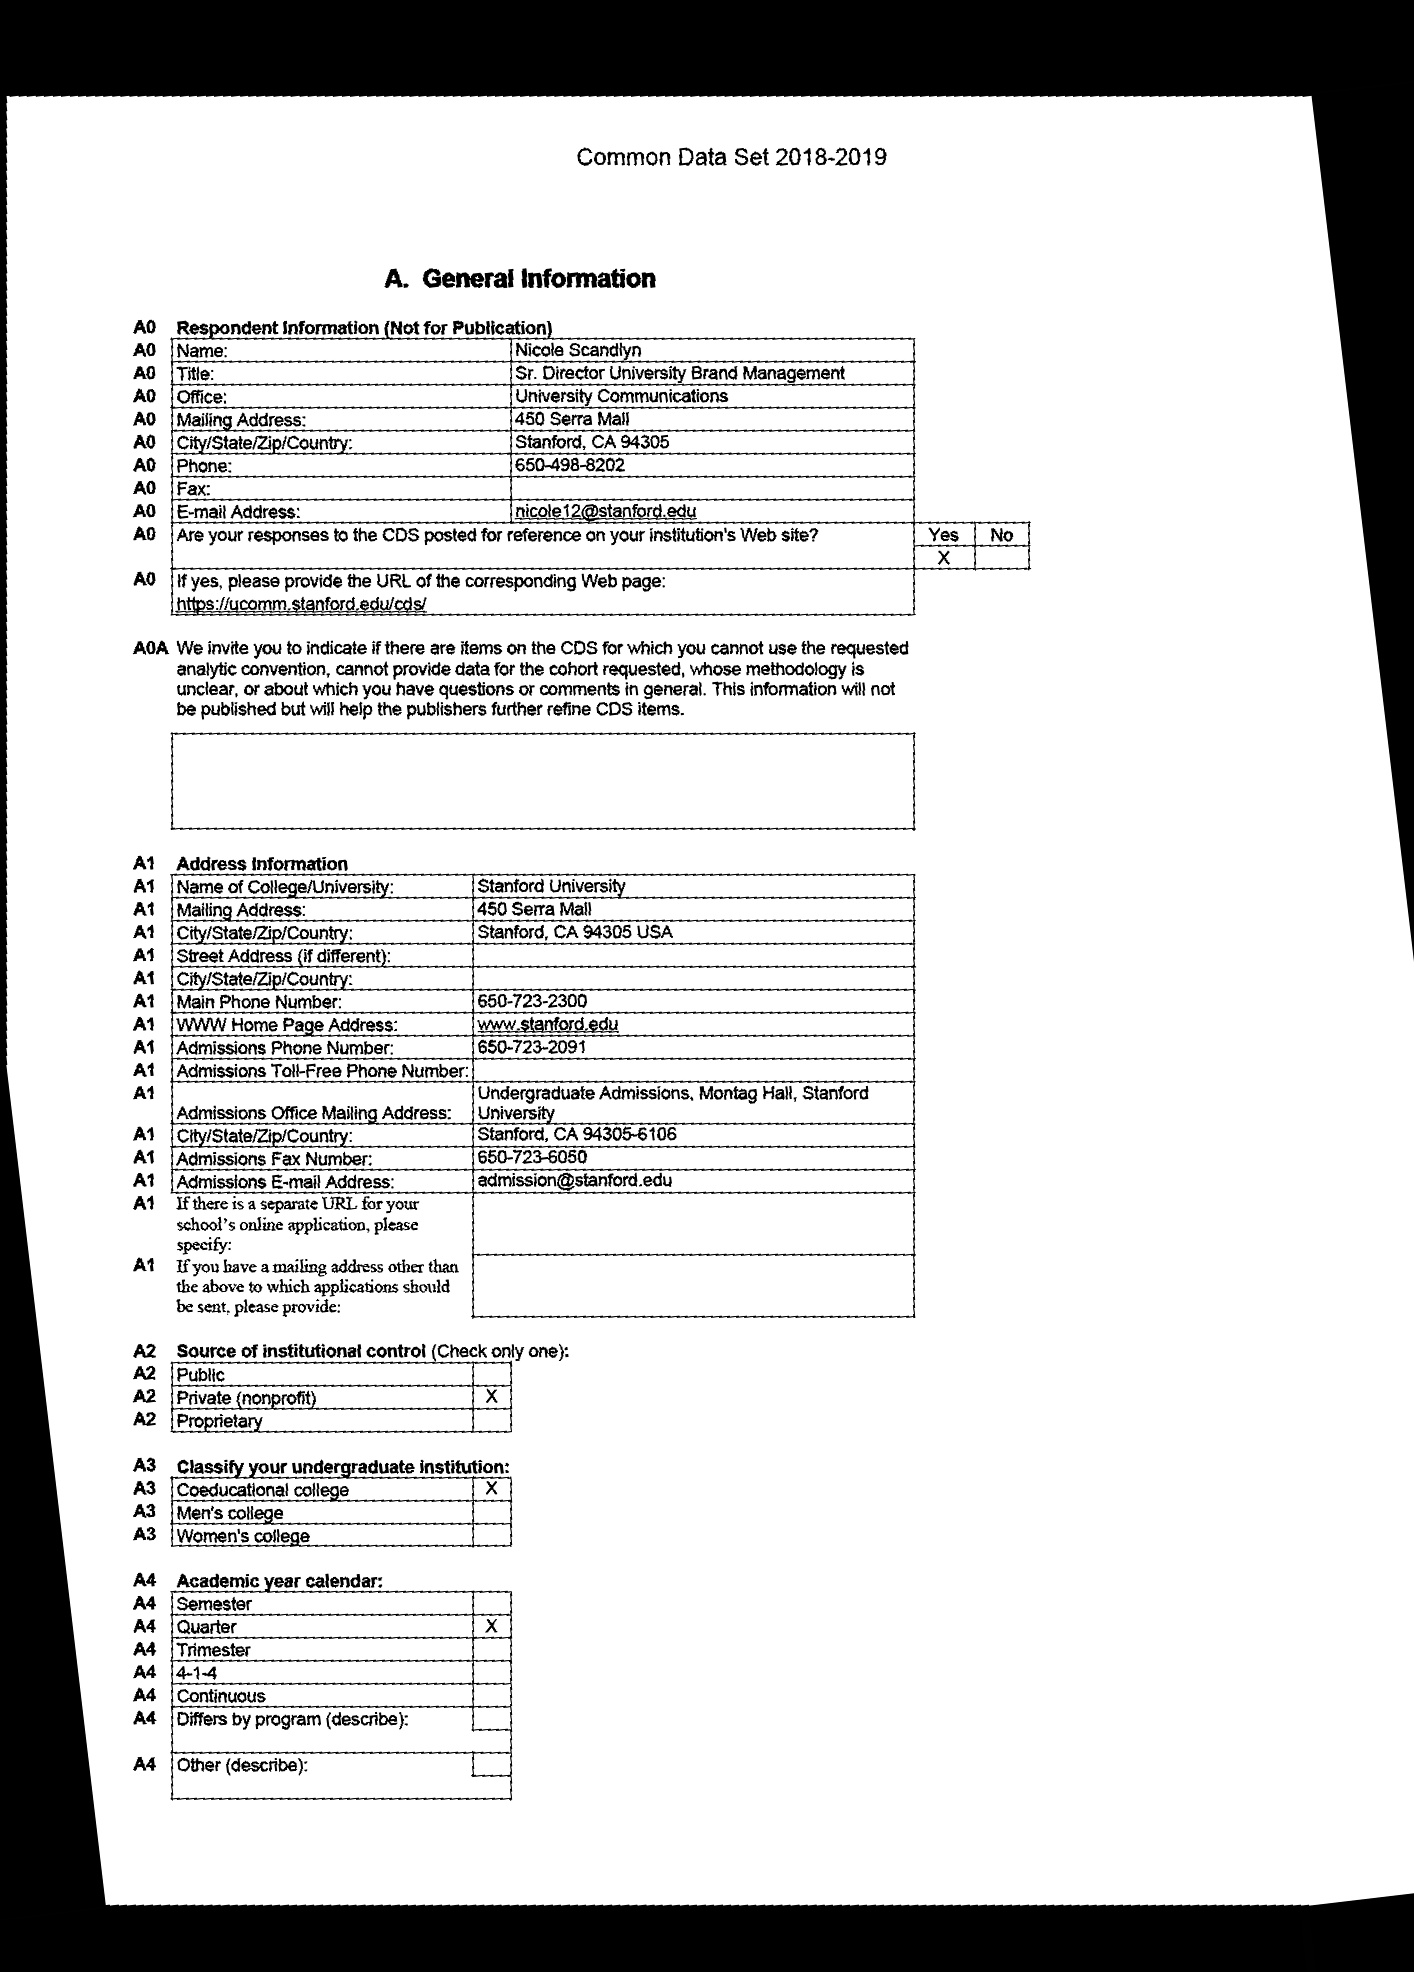 Common Data Set 2018-2019
A. General Information
A0 Respondent Information (Not for Publication)
A0 Name: Nicole Scandlyn
A0 Title: Sr. Director University Brand Management
A0 Office: University Communications
A0 Mailing Address: 450 Serra Mall
A0 City/State/Zip/Country: Stanford, CA 94305
A0 Phone: 650-498-8202
A0 Fax:
A0 E-mail Address: nicole12@stanford.edu
A0 Are your responses to the CDS posted for reference on your institution's Web site? Yes No
X
A0 If yes, please provide the URL of the corresponding Web page:
https://ucomm.stanford.edu/cds/
A0A We invite you to indicate if there are items on the CDS for which you cannot use the requested
analytic convention, cannot provide data for the cohort requested, whose methodology is
unclear, or about which you have questions or comments in general. This information will not
be published but will help the publishers further refine CDS items.
A1 Address Information
A1 Name of College/University: Stanford University
A1 Mailing Address: 450 Serra Mall
A1 City/State/Zip/Country: Stanford, CA 94305 USA
A1 Street Address (if different):
A1 City/State/Zip/Country:
A1 Main Phone Number: 650-723-2300
A1 WWW Home Page Address: www.stanford.edu
A1 Admissions Phone Number: 650-723-2091
A1 Admissions Toll-Free Phone Number:
A1 Undergraduate Admissions, Montag Hall, Stanford
Admissions Office Mailing Address: University
A1 City/State/Zip/Country: Stanford, CA 94305-6106
A1 Admissions Fax Number: 650-723-6050
A1 Admissions E-mail Address: admission@stanford.edu
A1 If there is a separate URL for your
school's online application, please
specify:
A1 If you have a mailing address other than
the above to which applications should
be sent, please provide:
A2 Source of institutional control (Check only one):
A2 Public
A2 Private (nonprofit) X
A2 Proprietary
A3 Classify your undergraduate institution:
A3 Coeducational college X
A3 Men's college
A3 Women's college
A4 Academic year calendar:
A4 Semester
A4 Quarter X
A4 Trimester
A4 4-1-4
A4 Continuous
A4 Differs by program (describe):
A4 Other (describe):